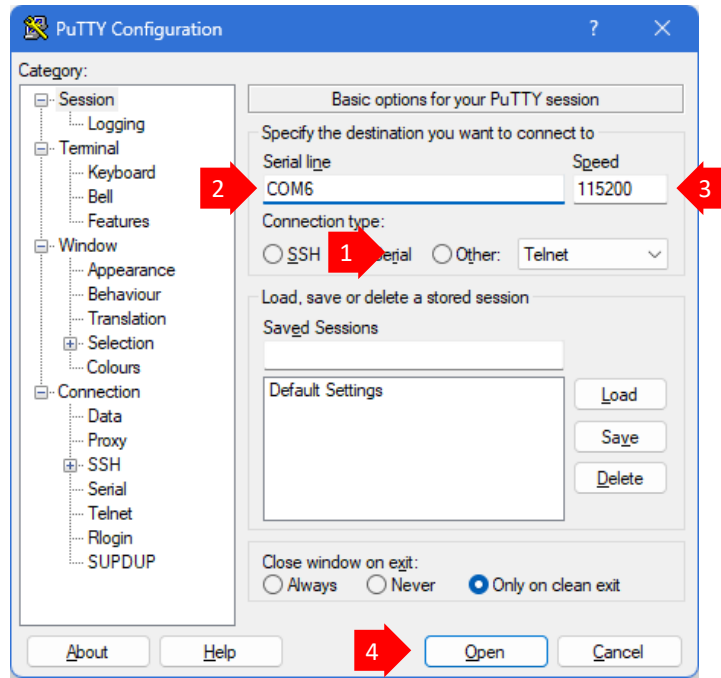 PuTTY Configuration ?
Category:
Session
Logging
Terminal
Keyboard
Bell
Features
Window
Appearance
Behaviour
Translation
Selection
Colours
Connection
Data
Proxy
SSH
Serial
Telnet
Rlogin
SUPDUP
Basic options for your PuTTY session
Specify the destination you want to connect to
Serial line Speed
2 COM6 115200 3
Connection type:
SSH 1 Other: Telnet
Load, save or delete a stored session
Saved Sessions
Default Settings
Load
Save
Delete
Close window on exit:
Always Never Only on clean exit
About Help 4 Open Cancel